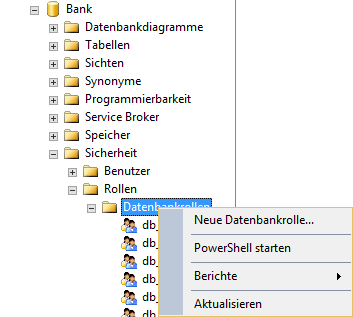 Bank
Datenbankdiagramme
Tabellen
Sichten
Synonyme
Programmierbarkeit
Service Broker
Speicher
Sicherheit
Benutzer
Rollen
Datenbankrollen
db_
Neue Datenbankrolle...
db_
PowerShell starten
db_
Berichte
db_
Aktualisieren
db_